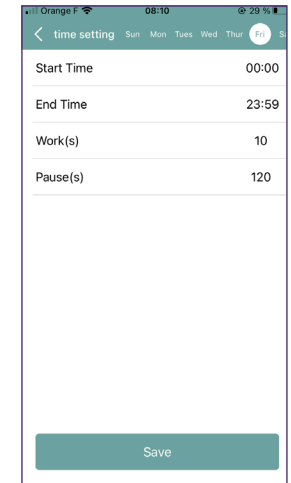 Orange F 08:10 29 %
time setting Sun Mon Tues Wed Thur Fri S
Start Time 00:00
End Time 23:59
Work(s) 10
Pause(s) 120
Save